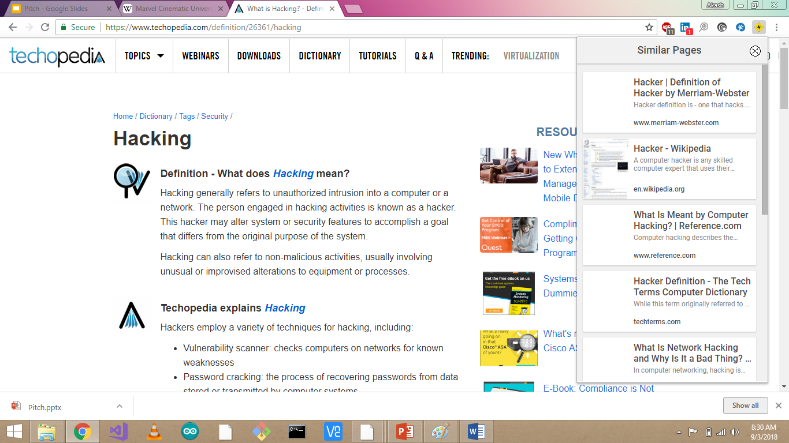 Pitch - Google Slides
Marvel Cinematic Univer
What is Hacking? - Defin
Secure
https://www.techopedia.com/definition/26361/hacking
techopedia
TOPICS
WEBINARS
DOWNLOADS
DICTIONARY
TUTORIALS
Q & A
TRENDING:
VIRTUALIZATION
Home / Dictionary / Tags / Security /
Hacking
Definition - What does Hacking mean?
Hacking generally refers to unauthorized intrusion into a computer or a
network. The person engaged in hacking activities is known as a hacker.
This hacker may alter system or security features to accomplish a goal
that differs from the original purpose of the system.
Hacking can also refer to non-malicious activities, usually involving
unusual or improvised alterations to equipment or processes.
Techopedia explains Hacking
Hackers employ a variety of techniques for hacking, including:
• Vulnerability scanner: checks computers on networks for known
weaknesses
• Password cracking: the process of recovering passwords from data
stored or transmitted by computer systems
RESOU
New Wh
to Exten
Manage
Mobile E
Complim
Getting
Program
Quest
Systems
Dummie
What's n
Cisco AS
E-Book: Compliance is Not
Similar Pages
Hacker | Definition of
Hacker by Merriam-Webster
Hacker definition is - one that hacks...
www.merriam-webster.com
Hacker - Wikipedia
A computer hacker is any skilled
computer expert that uses their...
en.wikipedia.org
What Is Meant by Computer
Hacking? | Reference.com
Computer hacking describes the...
www.reference.com
Hacker Definition - The Tech
Terms Computer Dictionary
While this term originally referred to ...
techterms.com
What Is Network Hacking
and Why Is It a Bad Thing? ...
In computer networking, hacking is...
Pitch.pptx
Show all
8:30 AM
9/3/2018